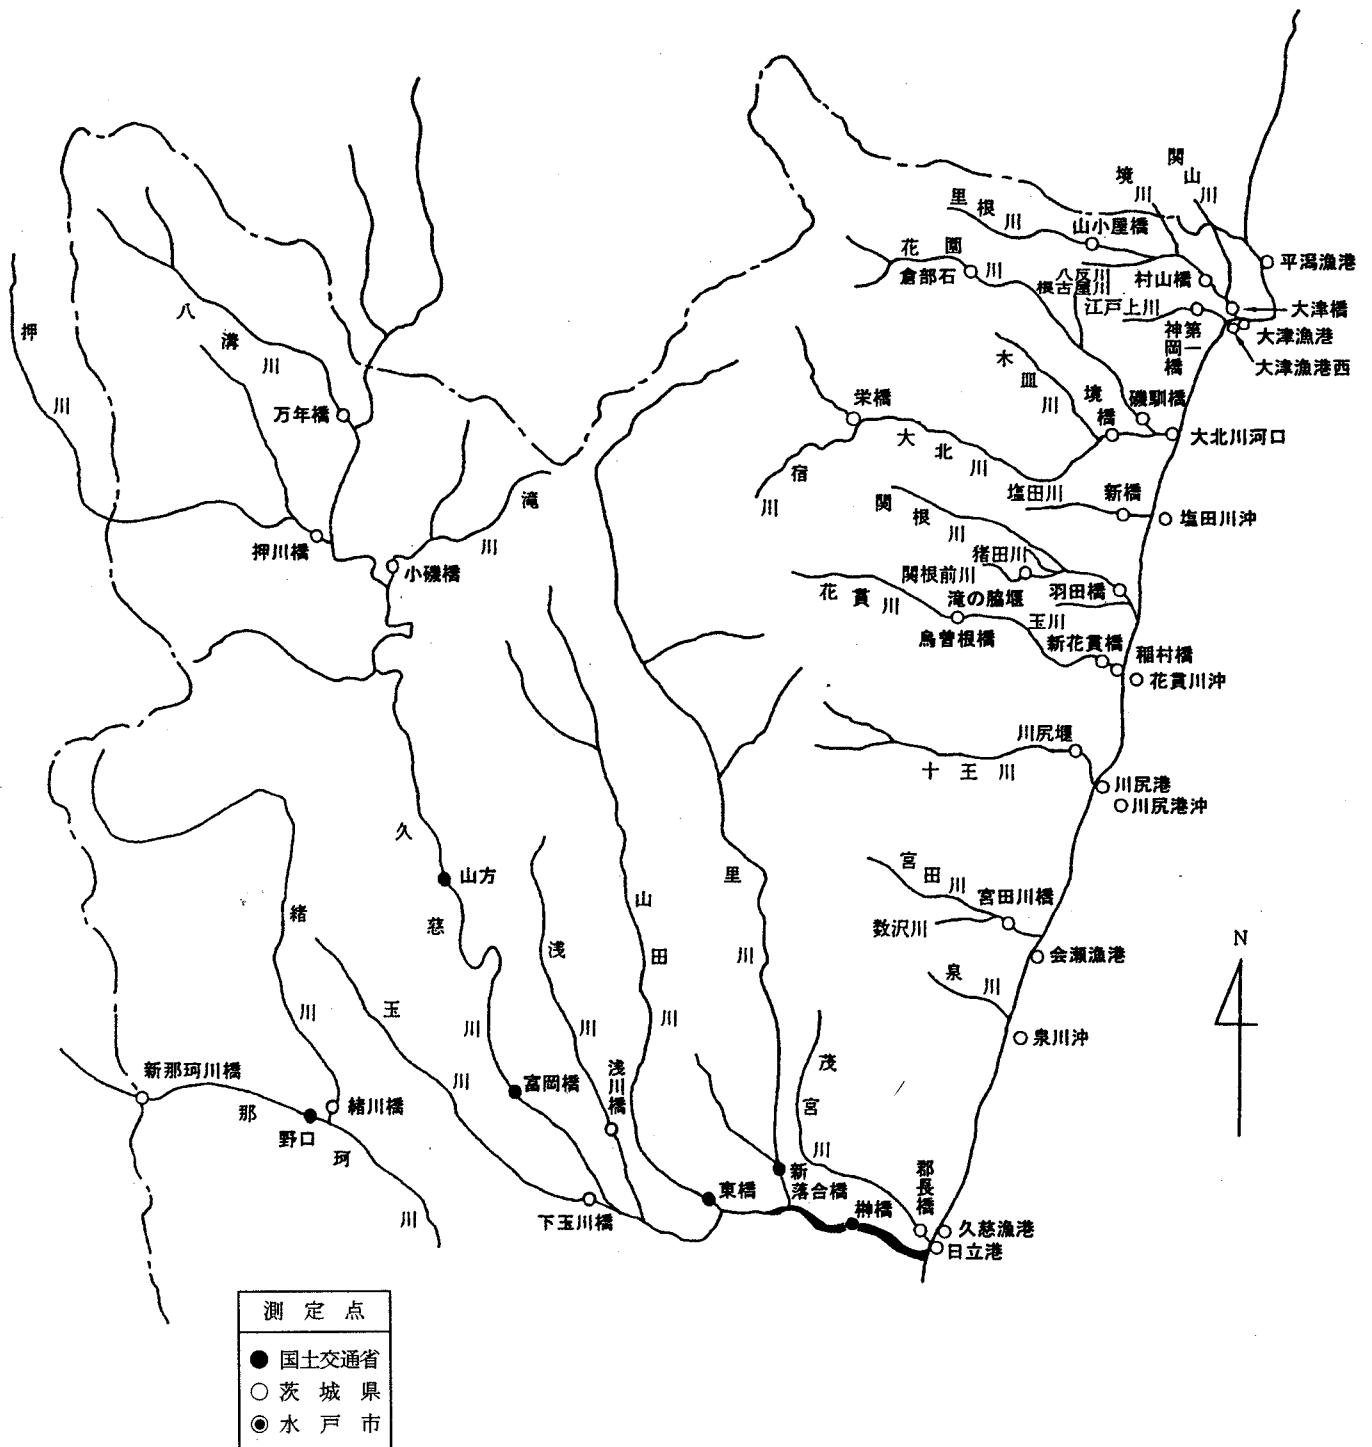 関山川
境川
里根川
山小屋橋
花園川
倉部石
八反川
根古屋川
村山橋
平潟漁港
江戸上川
大津橋
神岡第一橋
大津漁港
大津漁港西
木皿川
境橋
磯馴橋
大北川河口
栄橋
大北川
宿川
塩田川
新橋
塩田川沖
関根川
猪田川
関根前川
羽田橋
花貫川
滝の脇堰
玉川
鳥曽根橋
新花貫橋
稲村橋
花貫川沖
川尻堰
十王川
川尻港
川尻港沖
宮田川
宮田川橋
数沢川
会瀬漁港
泉川
泉川沖
N
押川
八溝川
万年橋
押川橋
滝川
小磯橋
久慈川
山方
緒川
浅川
山田川
里川
玉川
富岡橋
浅川橋
茂宮川
新那珂川橋
那珂川
緒川橋
野口
下玉川橋
東橋
新落合橋
榊橋
郡長橋
久慈漁港
日立港
測定点
● 国土交通省
○ 茨城県
◉ 水戸市